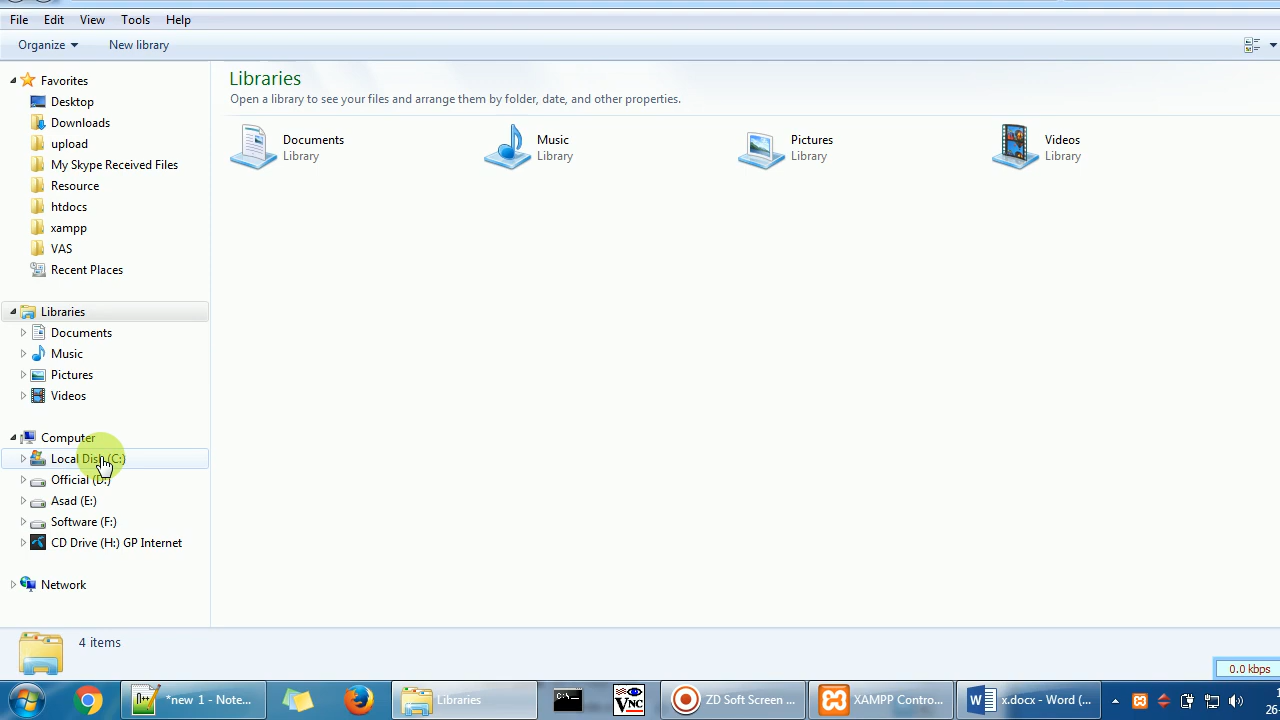 File Edit View Tools Help
Organize New library
Favorites
Desktop
Downloads
upload
My Skype Received Files
Resource
htdocs
xampp
VAS
Recent Places
Libraries
Documents
Music
Pictures
Videos
Computer
Local Disk (C:)
Official (D:)
Asad (E:)
Software (F:)
CD Drive (H:) GP Internet
Network
Libraries
Open a library to see your files and arrange them by folder, date, and other properties.
Documents
Library
Music
Library
Pictures
Library
Videos
Library
4 items
0.0 kbps
*new 1 - Note... Libraries C:\ VNC ZD Soft Screen ... XAMPP Contro... W x.docx - Word (...
26-